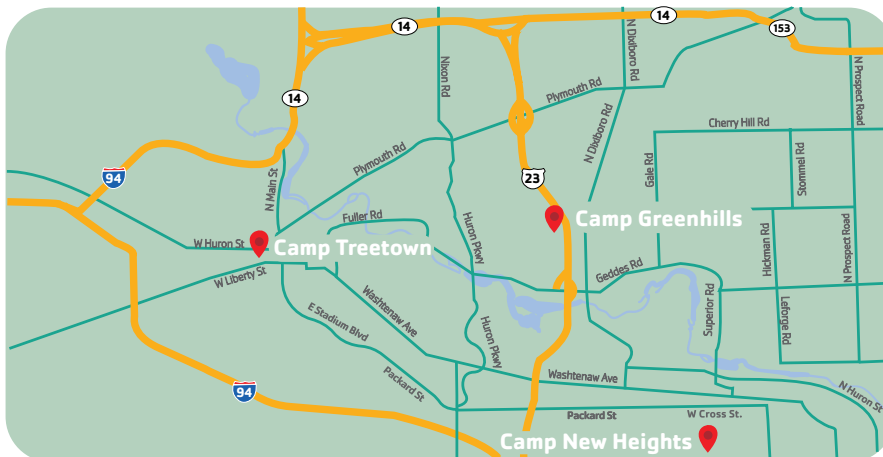 14
14
153
N Dixboro Rd
Nixon Rd
N Prospect Road
14
Plymouth Rd
Cherry Hill Rd
N Dixboro Rd
Plymouth Rd
Stommel Rd
94
23
Gale Rd
N Main St
Fuller Rd
Camp Greenhills
Huron Pkwy
Hickman Rd
N Prospect Road
W Huron St
Camp Treetown
W Liberty St
Geddes Rd
Washtenaw Ave
Superior Rd
Leforge Rd
E Stadium Blvd
Huron Pkwy
94
Packard St
Washtenaw Ave
N Huron St
Packard St
W Cross St.
Camp New Heights